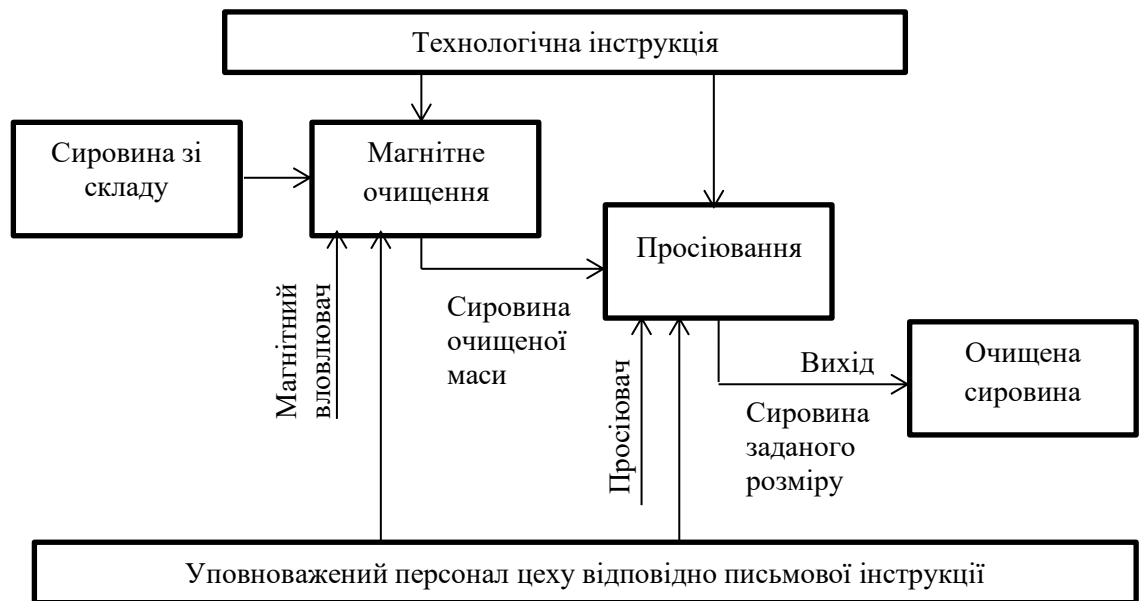 Технологічна інструкція
Сировина зі
складу
Магнітне
очищення
Просіювання
Магнітний
вловлювач
Сировина
очищеної
маси
Просіювач
Вихід
Сировина
заданого
розміру
Очищена
сировина
Уповноважений персонал цеху відповідно письмової інструкції